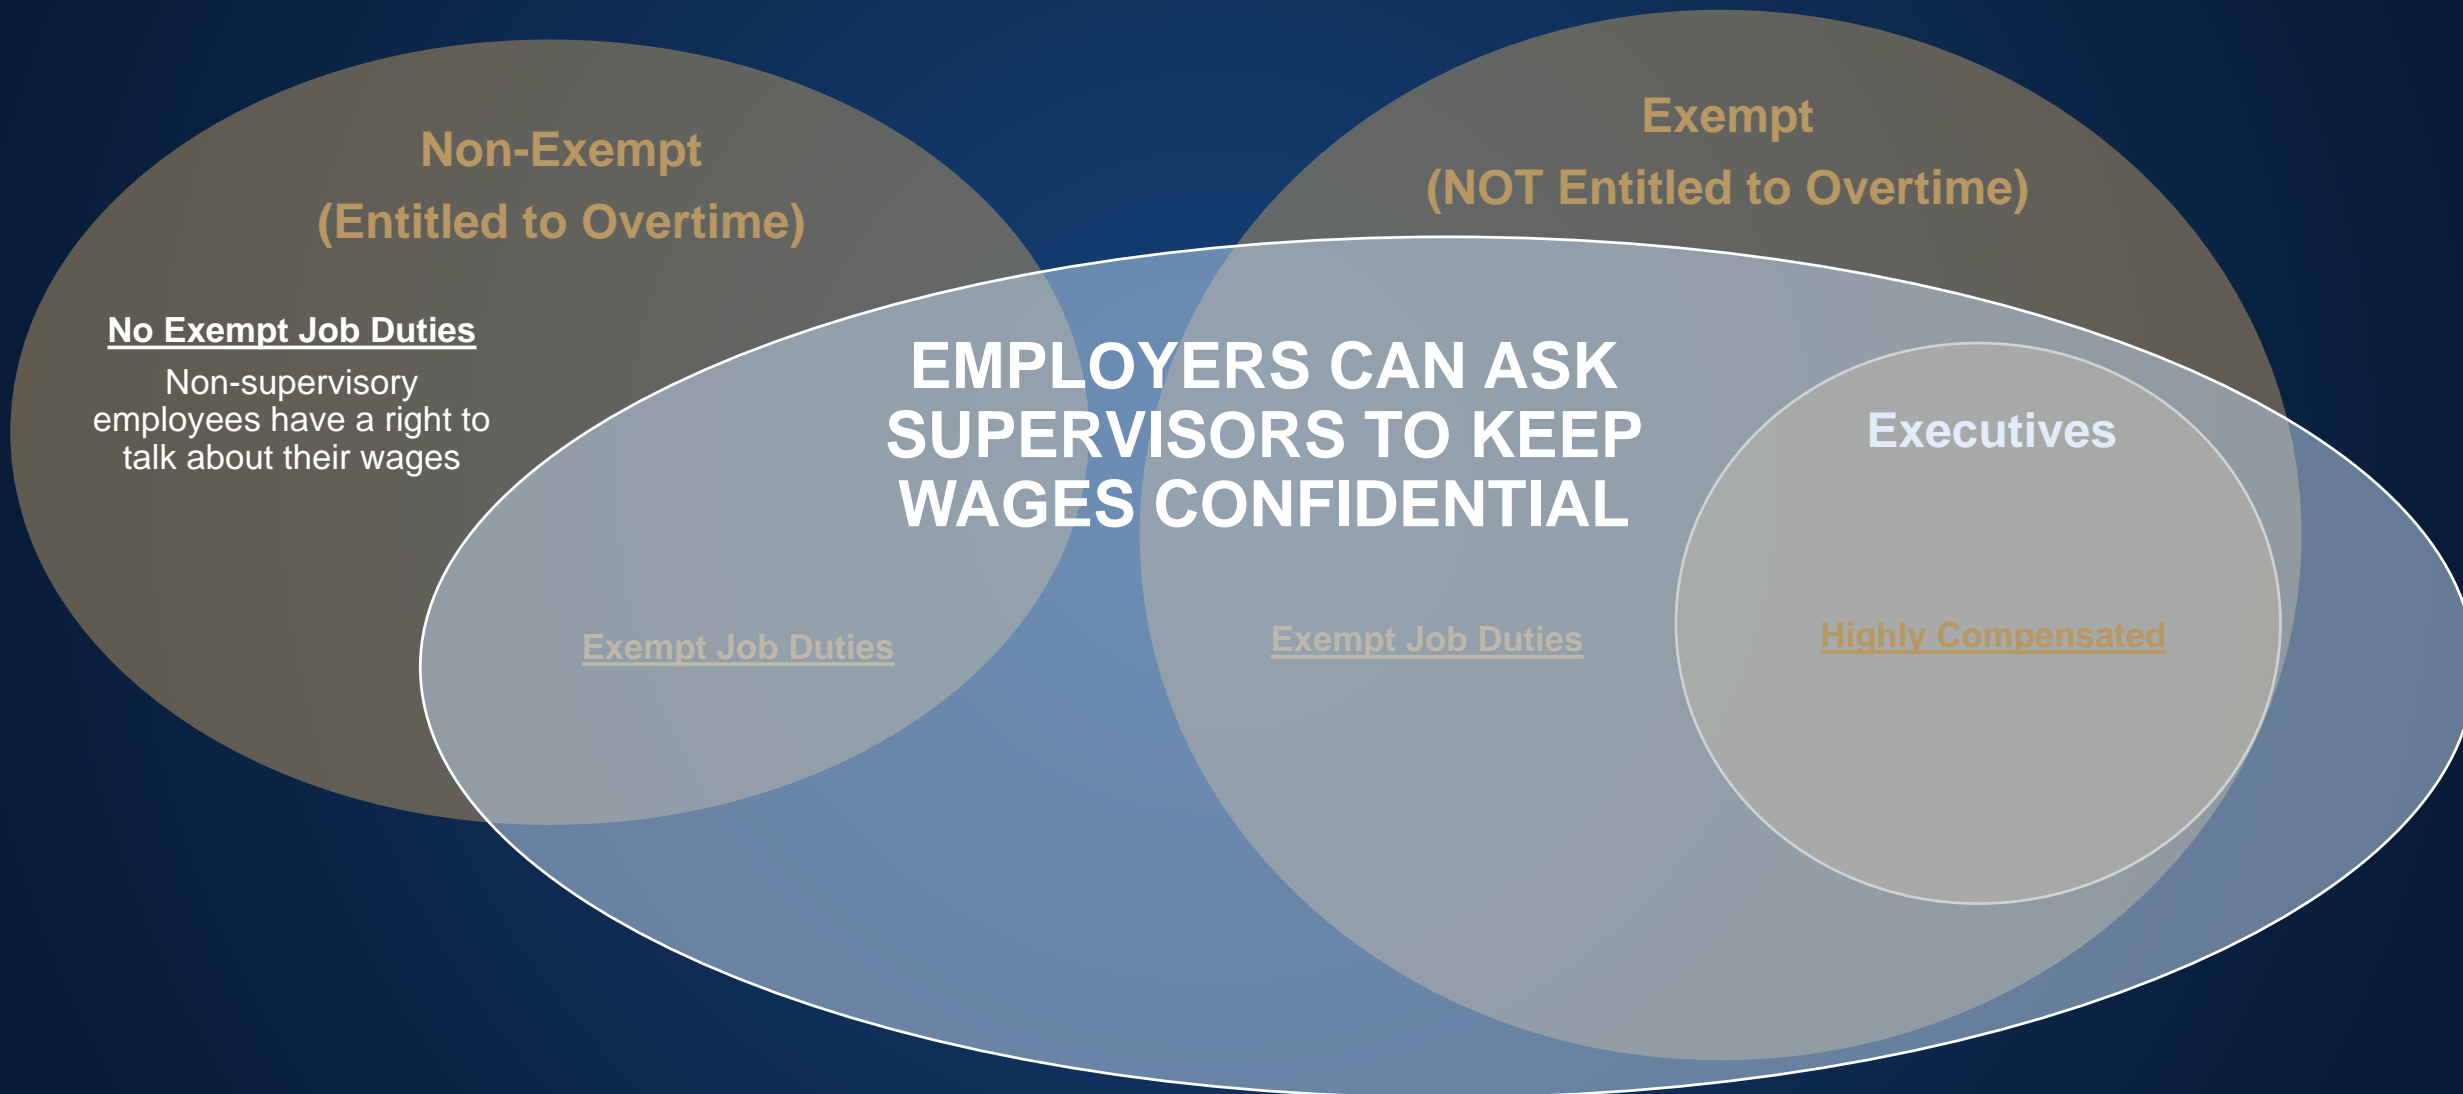 Non-Exempt
(Entitled to Overtime)
Exempt
(NOT Entitled to Overtime)
No Exempt Job Duties
Non-supervisory
employees have a right to
talk about their wages
EMPLOYERS CAN ASK
SUPERVISORS TO KEEP
WAGES CONFIDENTIAL
Executives
Exempt Job Duties
Exempt Job Duties
Highly Compensated